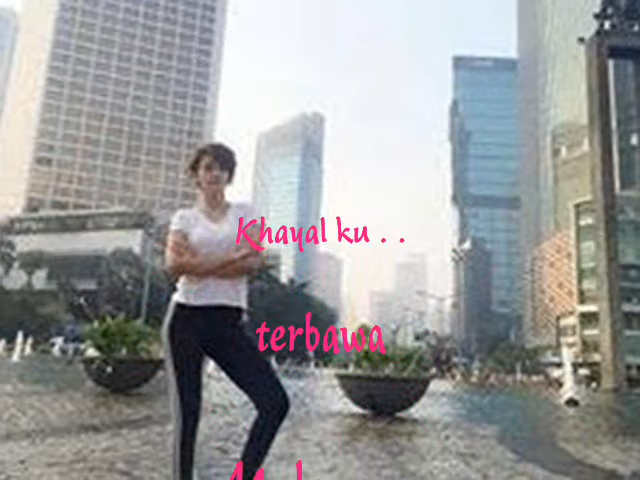 Khayal ku . .
terbawa